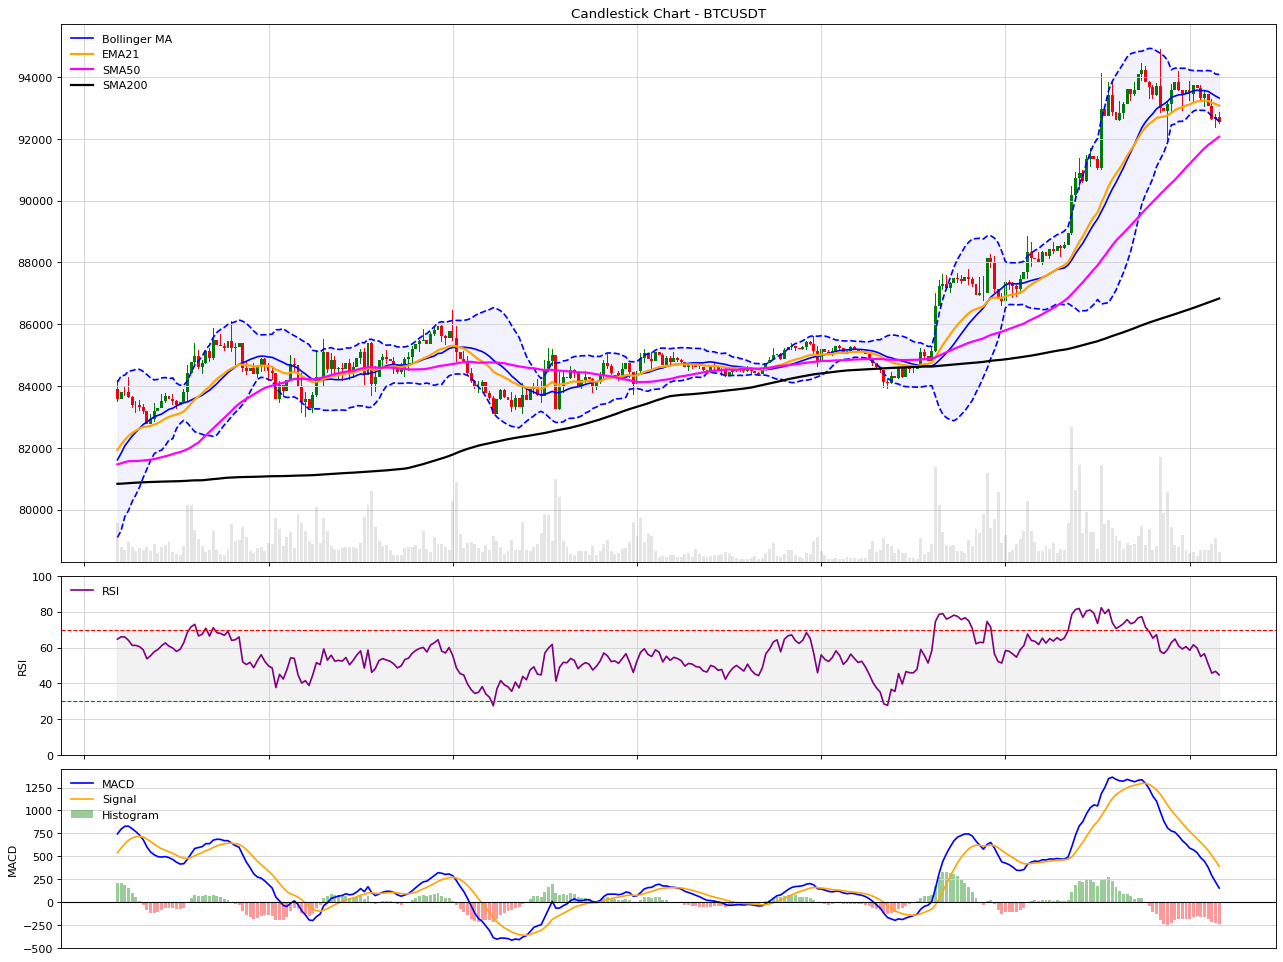 Candlestick Chart - BTCUSDT
Bollinger MA
EMA21
SMA50
SMA200
94000
92000
90000
88000
86000
84000
82000
80000
RSI
100
80
60
40
20
0
RSI
MACD
Signal
Histogram
1250
1000
750
500
250
0
−250
−500
MACD